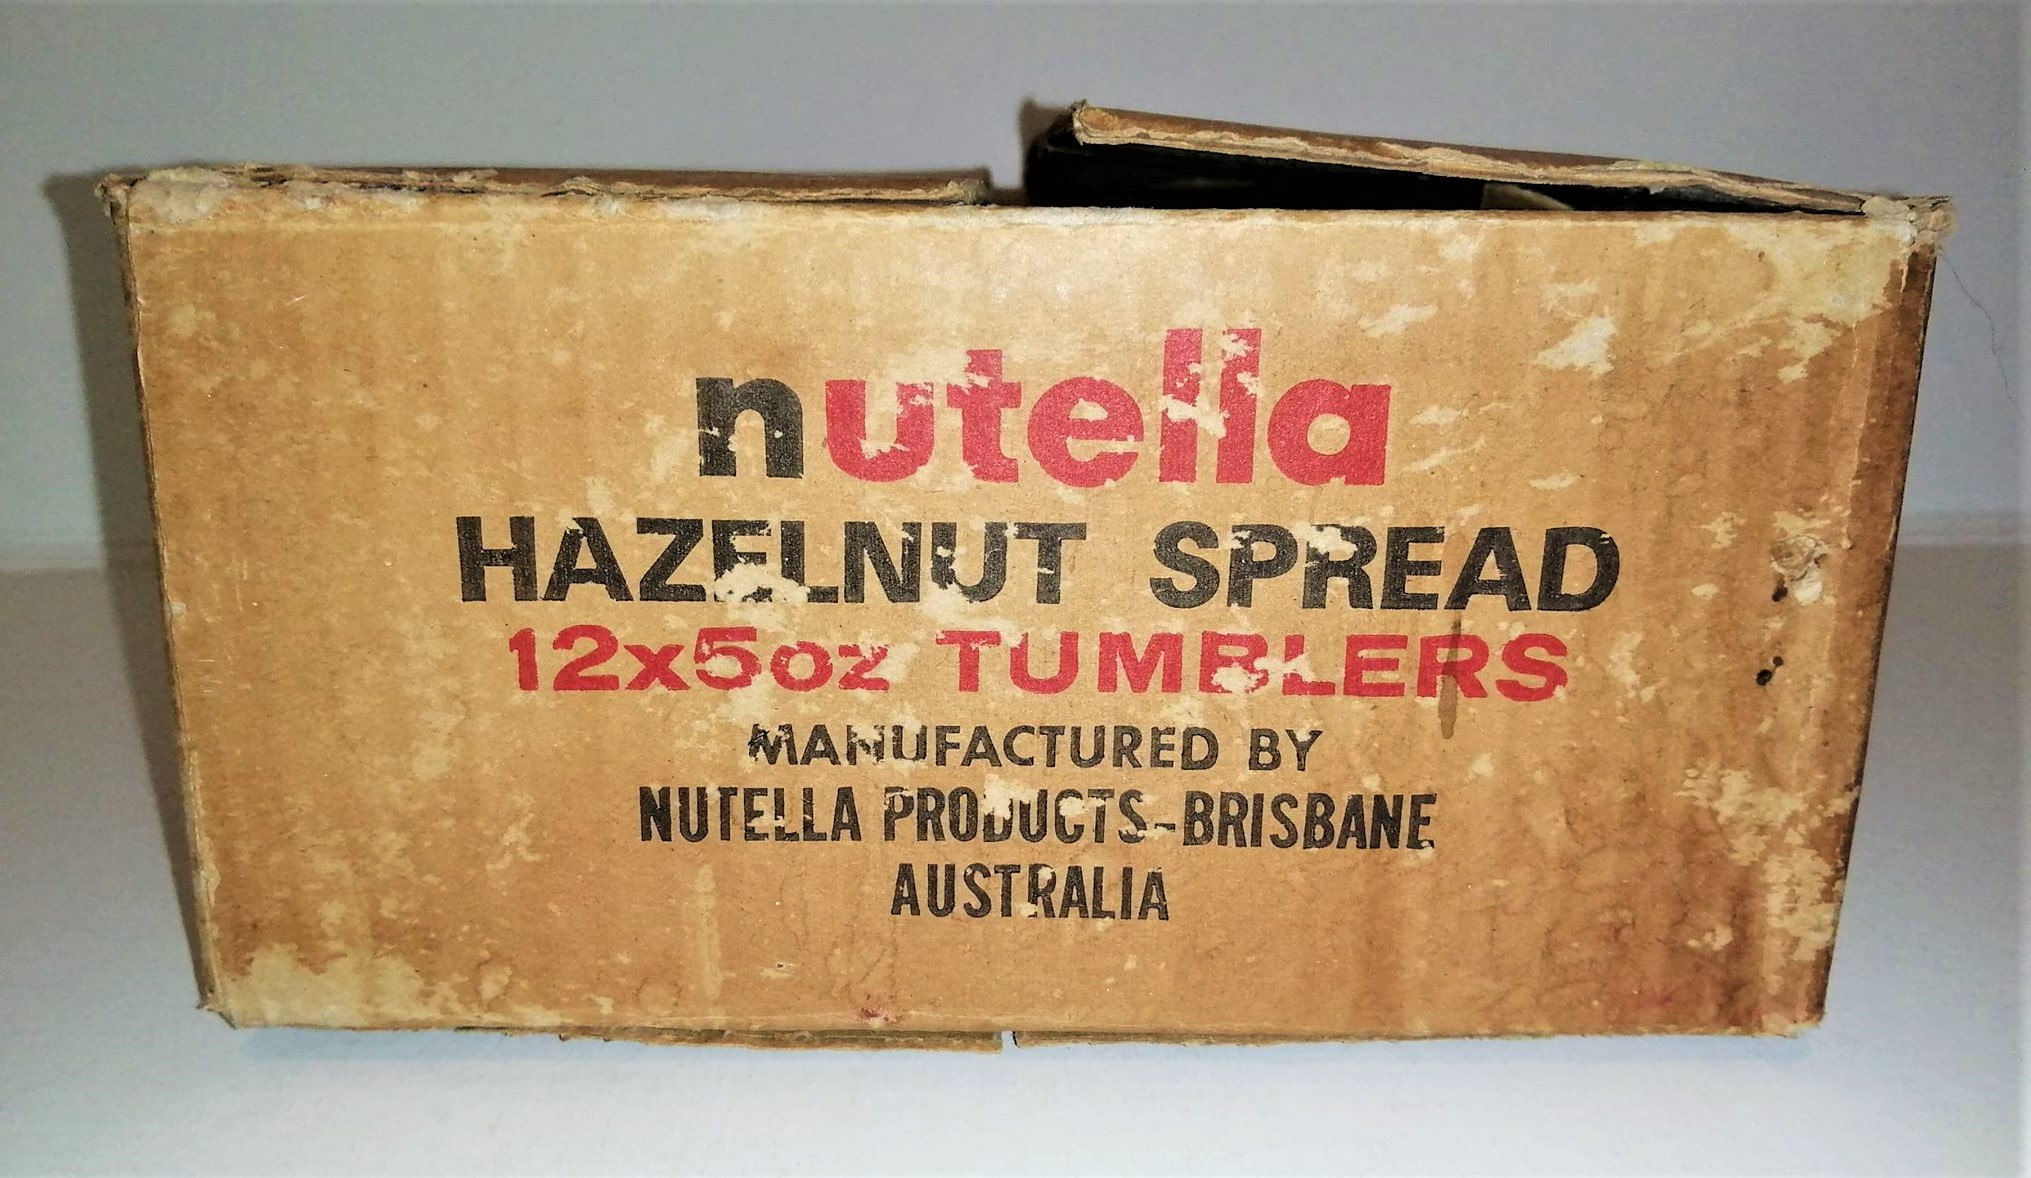 nutella
HAZELNUT SPREAD
12x5oz TUMBLERS
MANUFACTURED BY
NUTELLA PRODUCTS-BRISBANE
AUSTRALIA